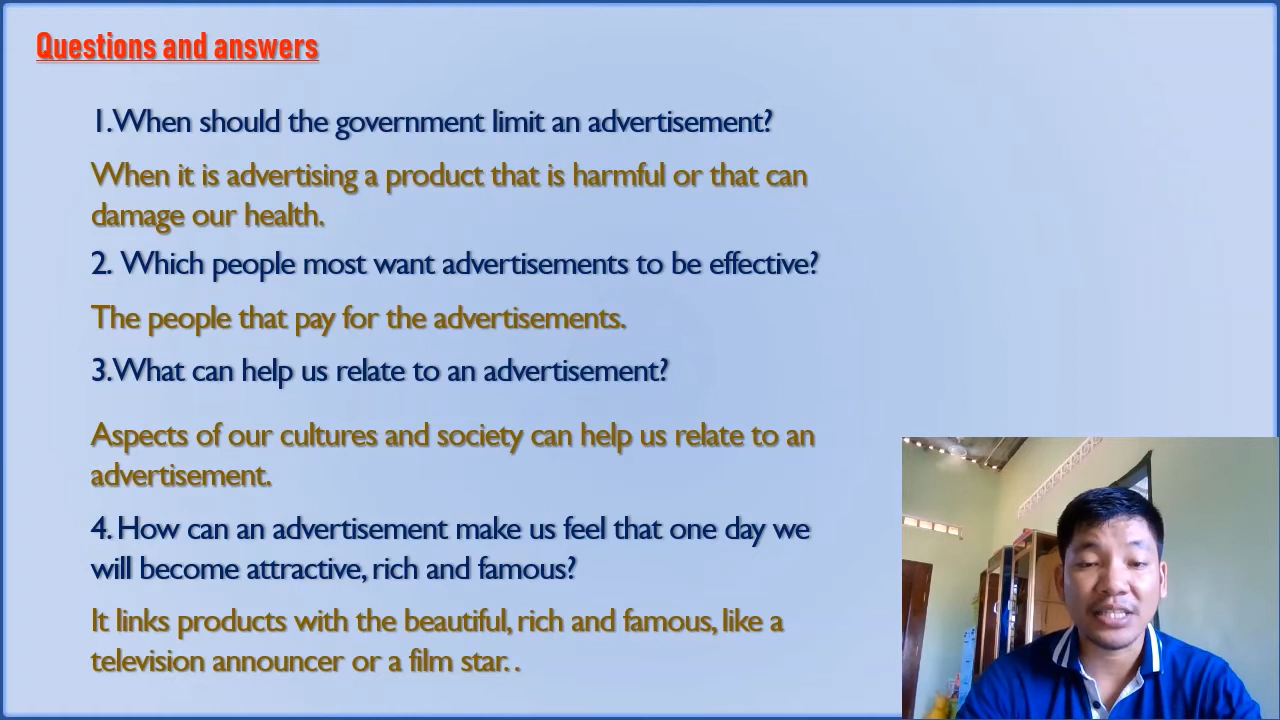 Questions and answers
1.When should the government limit an advertisement?
When it is advertising a product that is harmful or that can
damage our health.
2. Which people most want advertisements to be effective?
The people that pay for the advertisements.
3.What can help us relate to an advertisement?
Aspects of our cultures and society can help us relate to an
advertisement.
4. How can an advertisement make us feel that one day we
will become attractive, rich and famous?
It links products with the beautiful, rich and famous, like a
television announcer or a film star. .